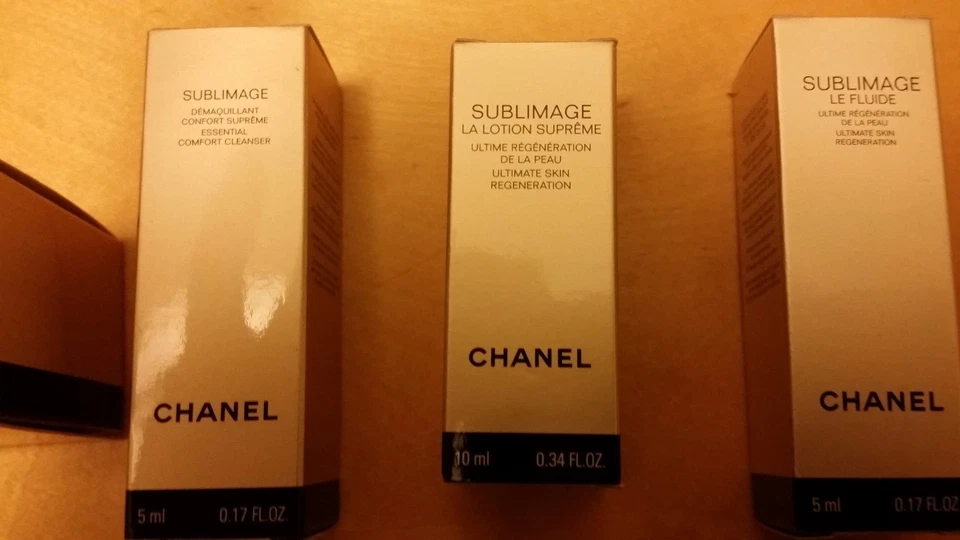 SUBLIMAGE
DÉMAQUILLANT
CONFORT SUPRÊME
ESSENTIAL
COMFORT CLEANSER
CHANEL
5 ml 0.17 FL.OZ.
SUBLIMAGE
LA LOTION SUPRÊME
ULTIME RÉGÉNÉRATION
DE LA PEAU
ULTIMATE SKIN
REGENERATION
CHANEL
10 ml 0.34 FL.OZ.
SUBLIMAGE
LE FLUIDE
ULTIME RÉGÉNÉRATION
DE LA PEAU
ULTIMATE SKIN
REGENERATION
CHANEL
5 ml 0.17 FL.OZ